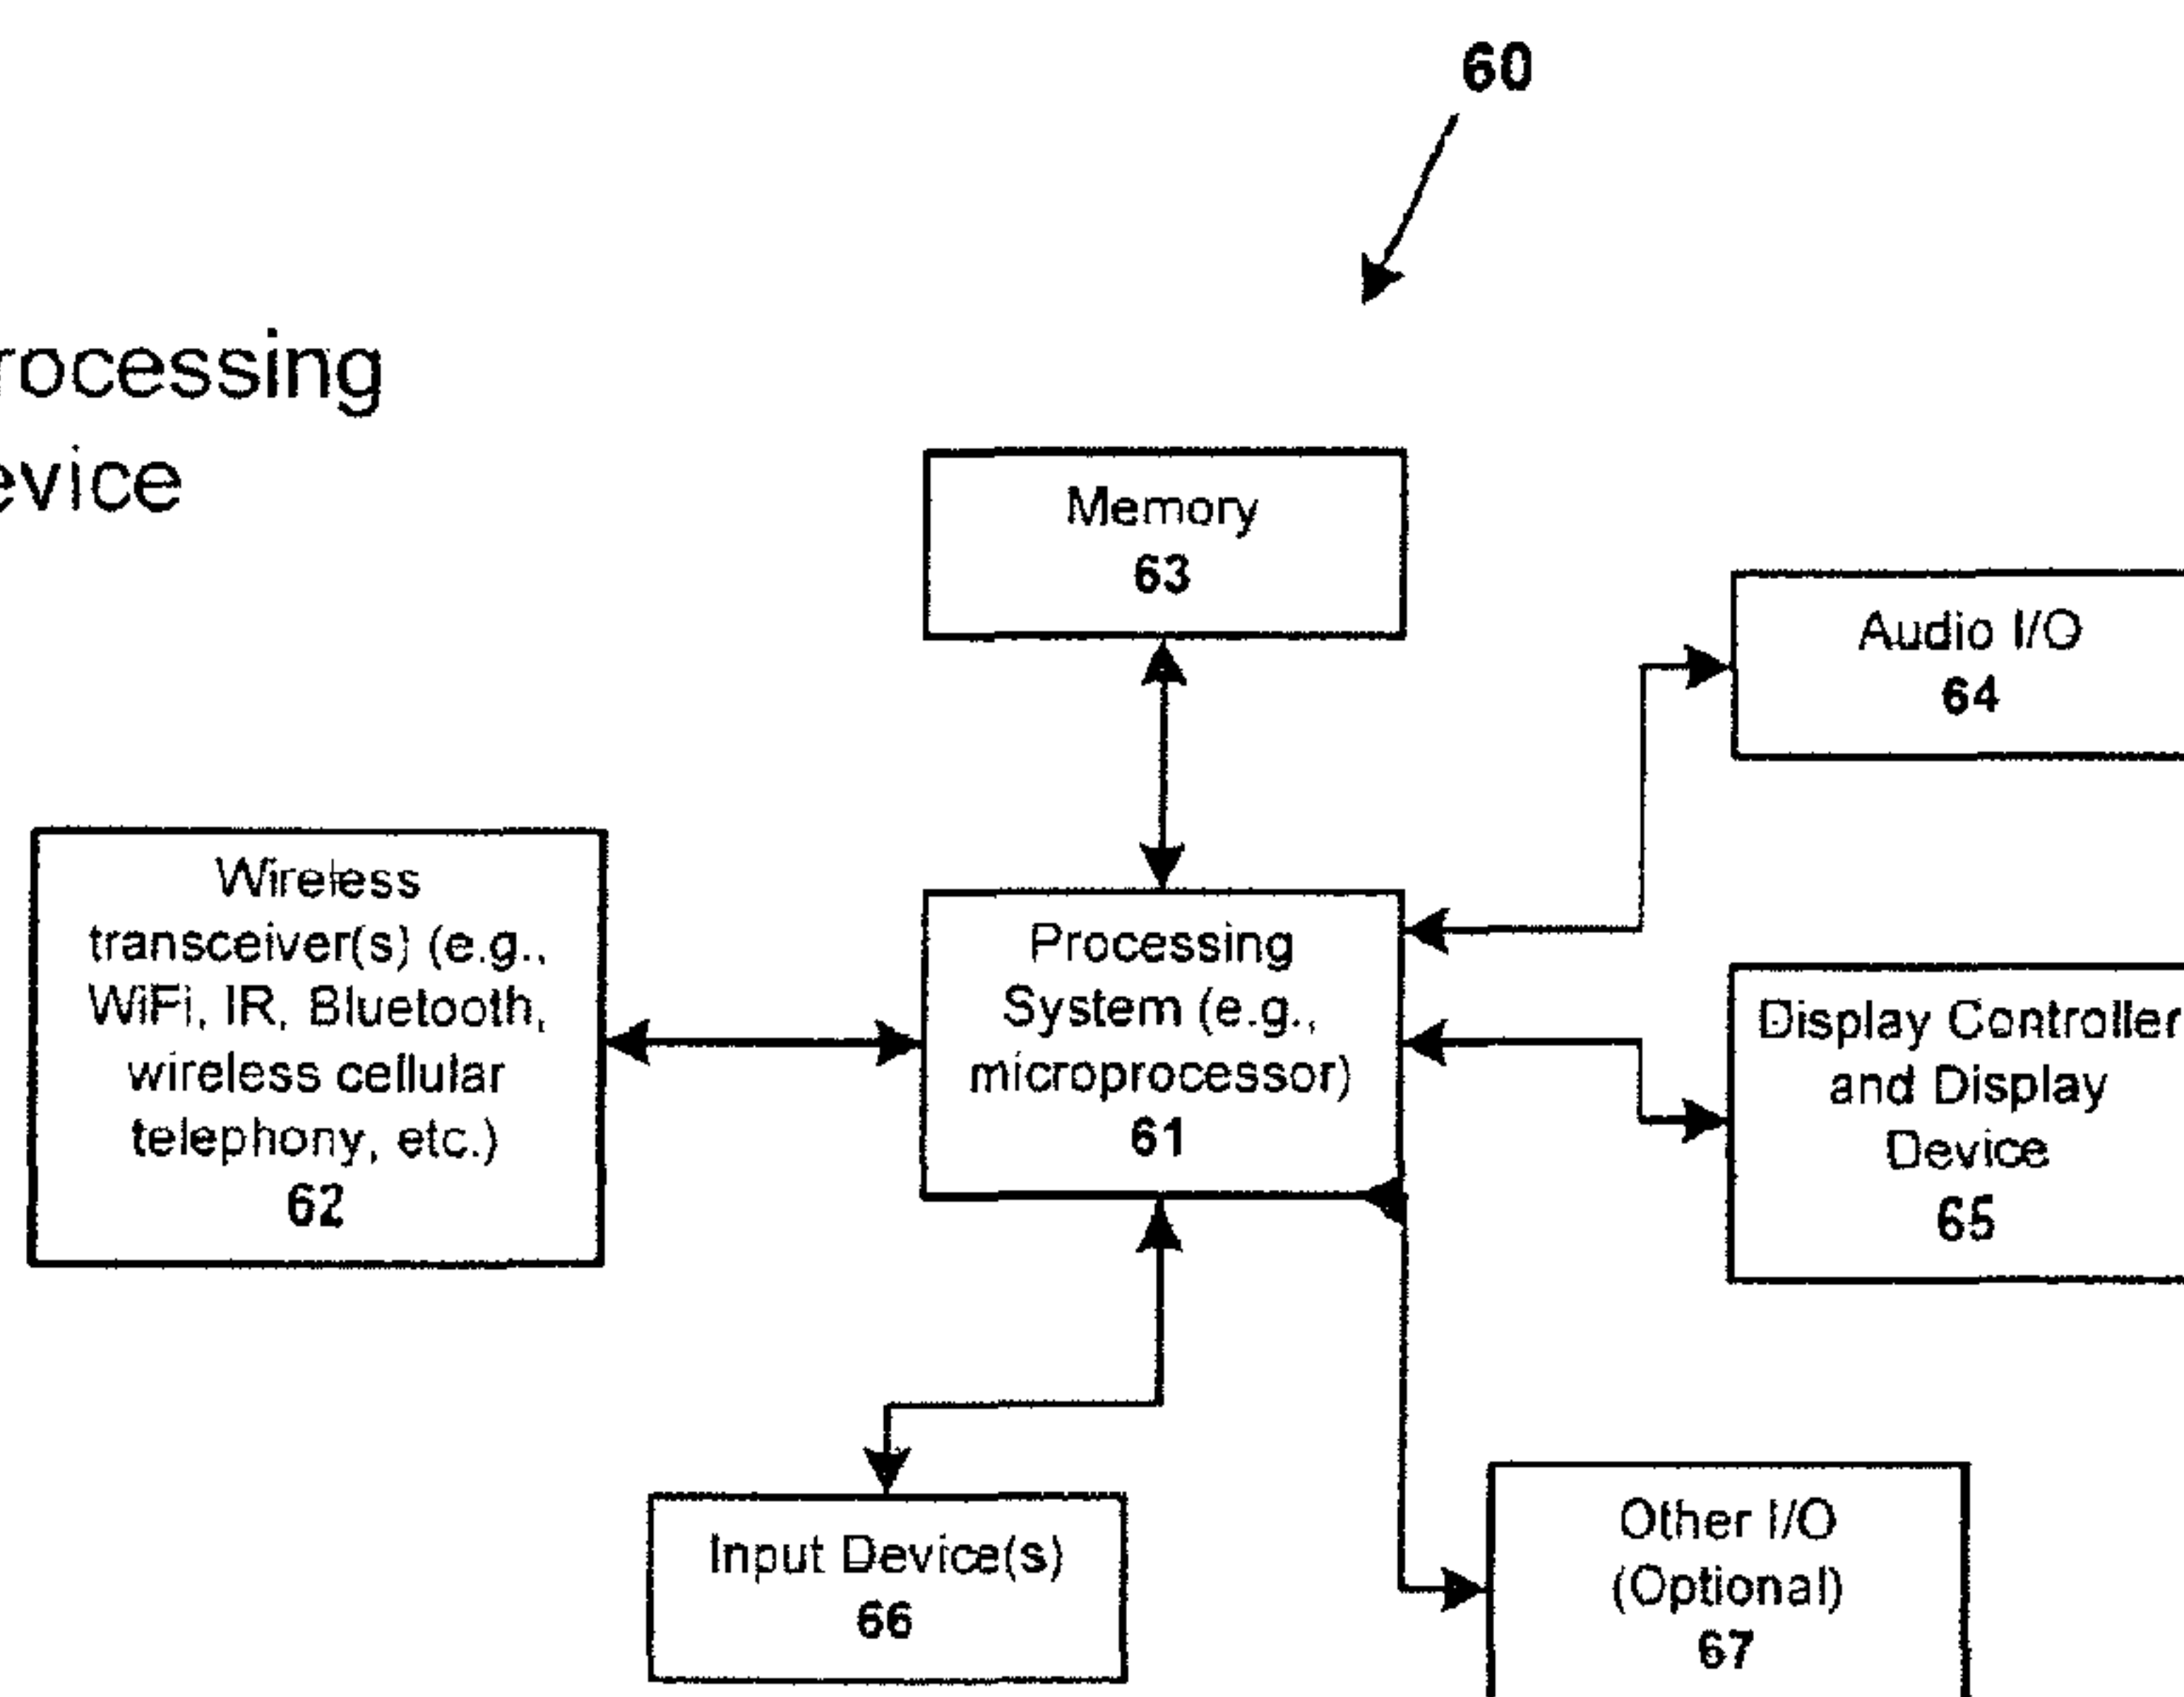 60
rocessing
evice
Memory
63
Audio I/O
64
Wireless
transceiver(s) (e.g.,
WiFi, IR, Bluetooth,
wireless cellular
telephony, etc.)
62
Processing
System (e.g.,
microprocessor)
61
Display Controller
and Display
Device
65
Input Device(s)
66
Other I/O
(Optional)
67